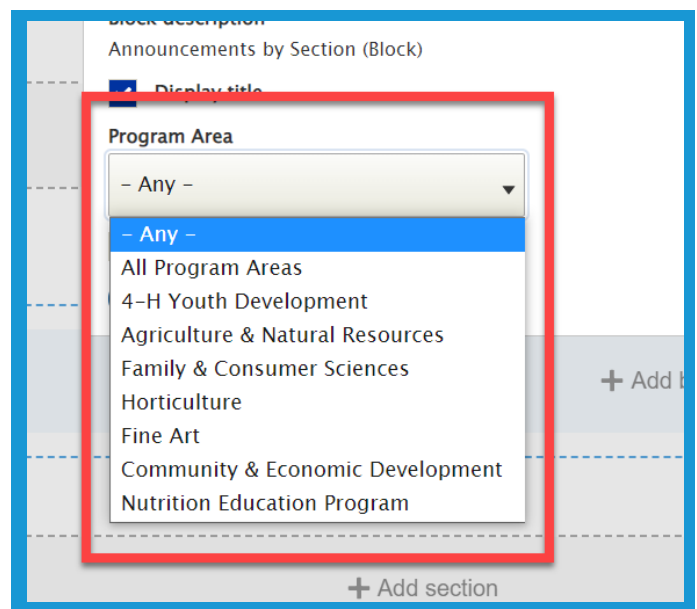 Block description
Announcements by Section (Block)
Display title
Program Area
– Any –
– Any –
All Program Areas
4-H Youth Development
Agriculture & Natural Resources
Family & Consumer Sciences
Horticulture
Fine Art
Community & Economic Development
Nutrition Education Program
+ Add
+ Add section